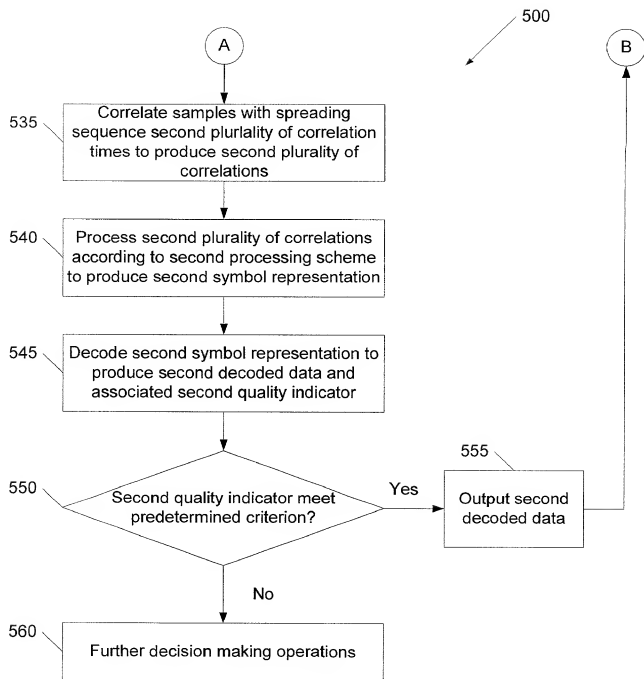 A
500
B
535
Correlate samples with spreading
sequence second plurlality of correlation
times to produce second plurality of
correlations
540
Process second plurality of correlations
according to second processing scheme
to produce second symbol representation
545
Decode second symbol representation to
produce second decoded data and
associated second quality indicator
550
Second quality indicator meet
predetermined criterion?
Yes
555
Output second
decoded data
No
560
Further decision making operations